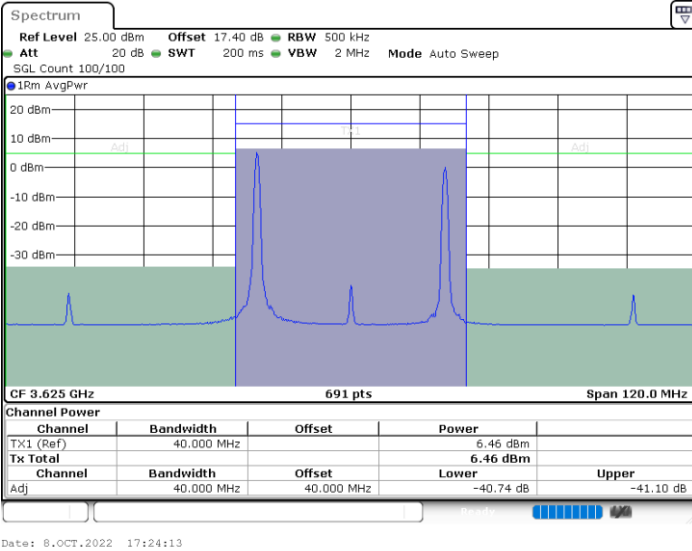 Spectrum
Ref Level 25.00 dBm Offset 17.40 dB RBW 500 kHz
Att 20 dB SWT 200 ms VBW 2 MHz Mode Auto Sweep
SGL Count 100/100
1Rm AvgPwr
20 dBm
TX1
10 dBm
Adj Adj
0 dBm
-10 dBm
-20 dBm
-30 dBm
CF 3.625 GHz 691 pts Span 120.0 MHz
Channel Power
Channel Bandwidth Offset Power
TX1 (Ref) 40.000 MHz 6.46 dBm
Tx Total 6.46 dBm
Channel Bandwidth Offset Lower Upper
Adj 40.000 MHz 40.000 MHz -40.74 dB -41.10 dB
Ready
Date: 8.OCT.2022 17:24:13